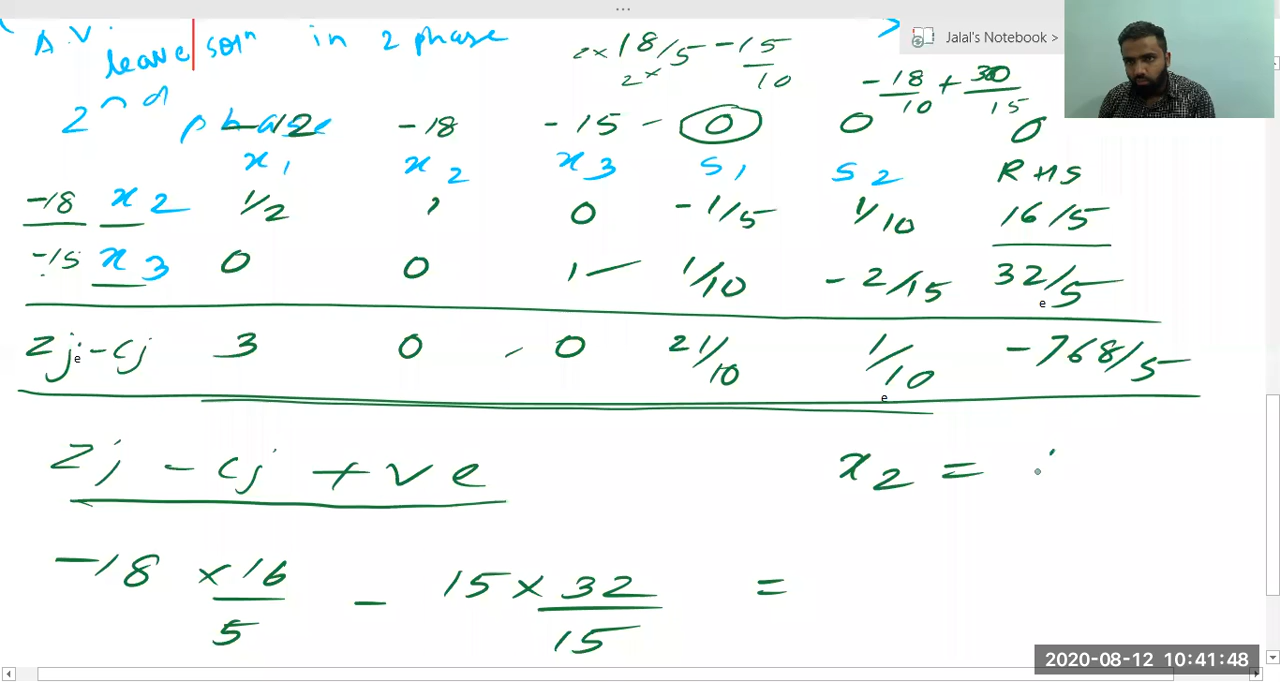 A.V. leave soln in 2 phase
2 × 18/5 - 15/10
2 ×
-18/10 + 30/15
Jalal's Notebook >
2nd phase
-12 -18 -15 - 0 0 0
x1 x2 x3 S1 S2 RHS
-18 x2 1/2 1 0 -1/5 1/10 16/5
-15 x3 0 0 1 1/10 -2/15 32/5
Zj-cj 3 0 0 21/10 1/10 -768/5
Zj - cj +ve
x2 =
-18 × 16/5 - 15 × 32/15 =
2020-08-12 10:41:48